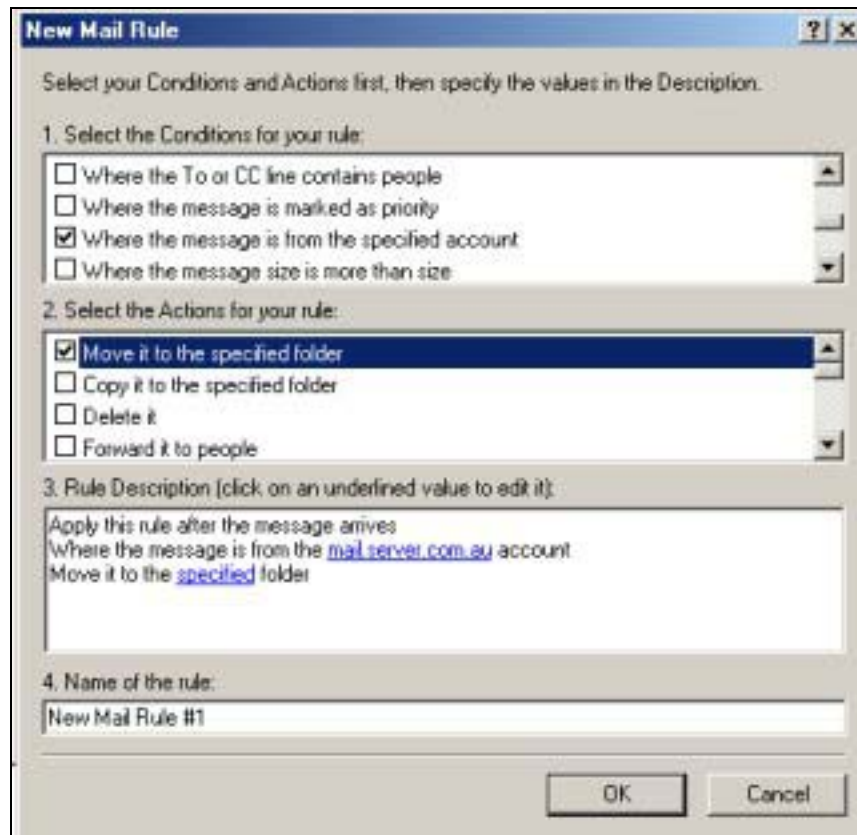 New Mail Rule
Select your Conditions and Actions first, then specify the values in the Description.
1. Select the Conditions for your rule:
Where the To or CC line contains people
Where the message is marked as priority
Where the message is from the specified account
Where the message size is more than size
2. Select the Actions for your rule:
Move it to the specified folder
Copy it to the specified folder
Delete it
Forward it to people
3. Rule Description (click on an underlined value to edit it):
Apply this rule after the message arrives
Where the message is from the mail.server.com.au account
Move it to the specified folder
4. Name of the rule:
New Mail Rule #1
OK Cancel